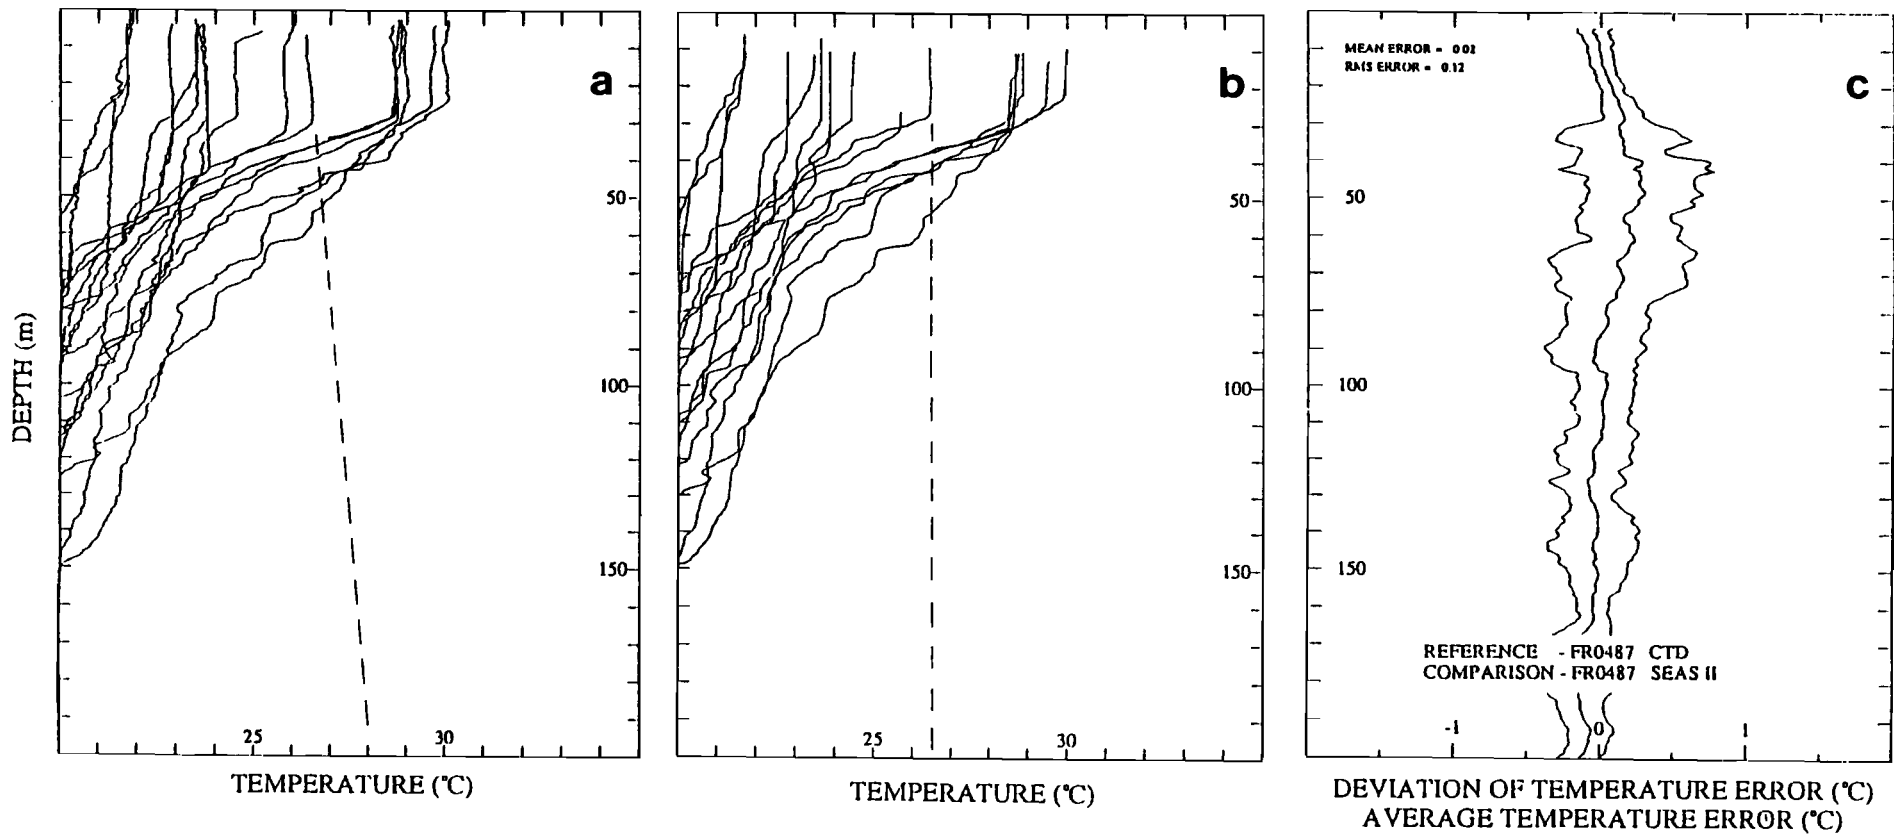 a
50
100
150
DEPTH (m)
25
30
TEMPERATURE (°C)
b
50
100
150
25
30
TEMPERATURE (°C)
MEAN ERROR = 0.02
RMS ERROR = 0.12
c
50
100
150
REFERENCE - FR0487 CTD
COMPARISON - FR0487 SEAS II
-1
0
1
DEVIATION OF TEMPERATURE ERROR (°C)
AVERAGE TEMPERATURE ERROR (°C)